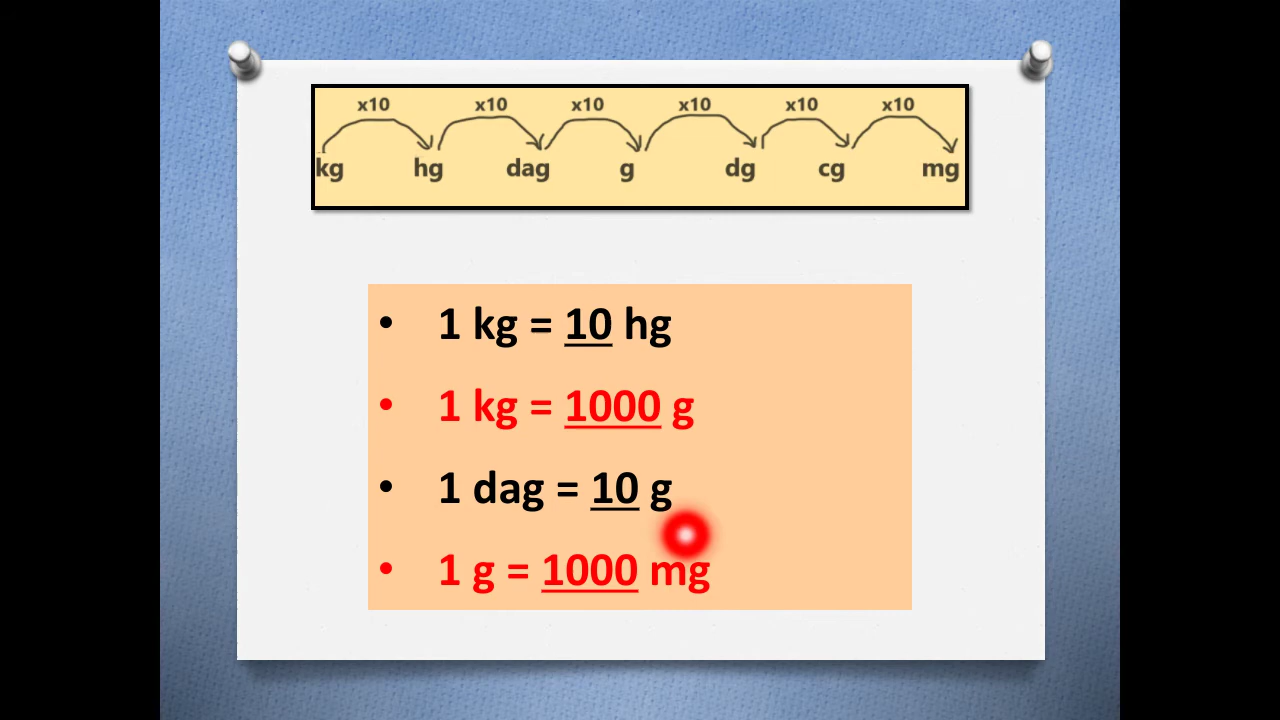 x10 x10 x10 x10 x10 x10
kg hg dag g dg cg mg
• 1 kg = 10 hg
• 1 kg = 1000 g
• 1 dag = 10 g
• 1 g = 1000 mg